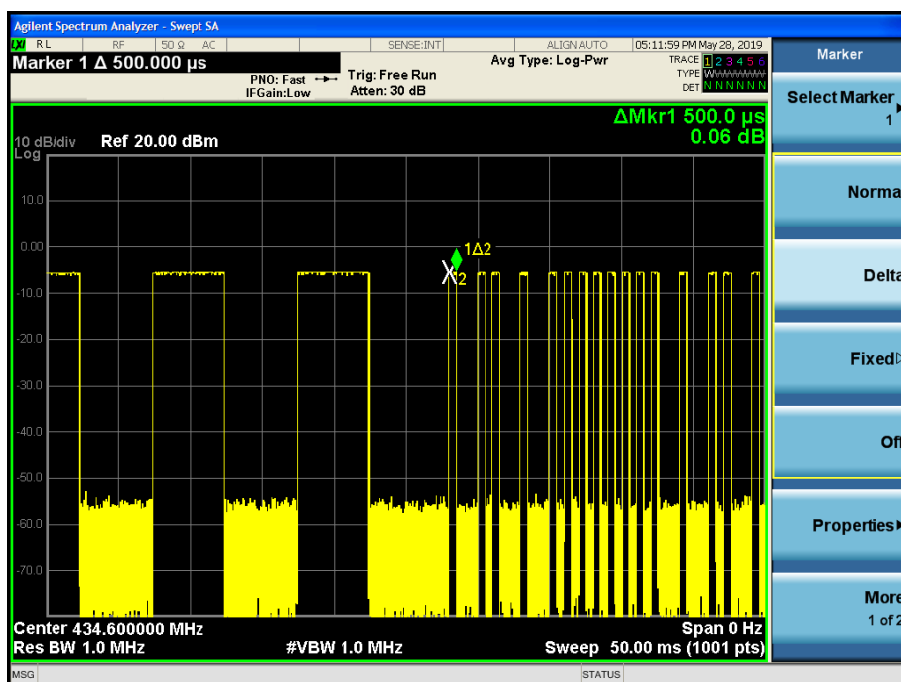 Agilent Spectrum Analyzer - Swept SA
LXI RL RF 50 Ω AC SENSE:INT ALIGN AUTO 05:11:59 PM May 28, 2019
Marker 1 Δ 500.000 µs
PNO: Fast
IFGain:Low
Trig: Free Run
Atten: 30 dB
Avg Type: Log-Pwr
TRACE 1 2 3 4 5 6
TYPE W
DET N N N N N N
ΔMkr1 500.0 µs
0.06 dB
10 dB/div Ref 20.00 dBm
Log
10.0
0.00
-10.0
-20.0
-30.0
-40.0
-50.0
-60.0
-70.0
1Δ2
2
Center 434.600000 MHz Span 0 Hz
Res BW 1.0 MHz #VBW 1.0 MHz Sweep 50.00 ms (1001 pts)
MSG STATUS
Marker
Select Marker
1
Norma
Delta
Fixed
Off
Properties
More
1 of 2